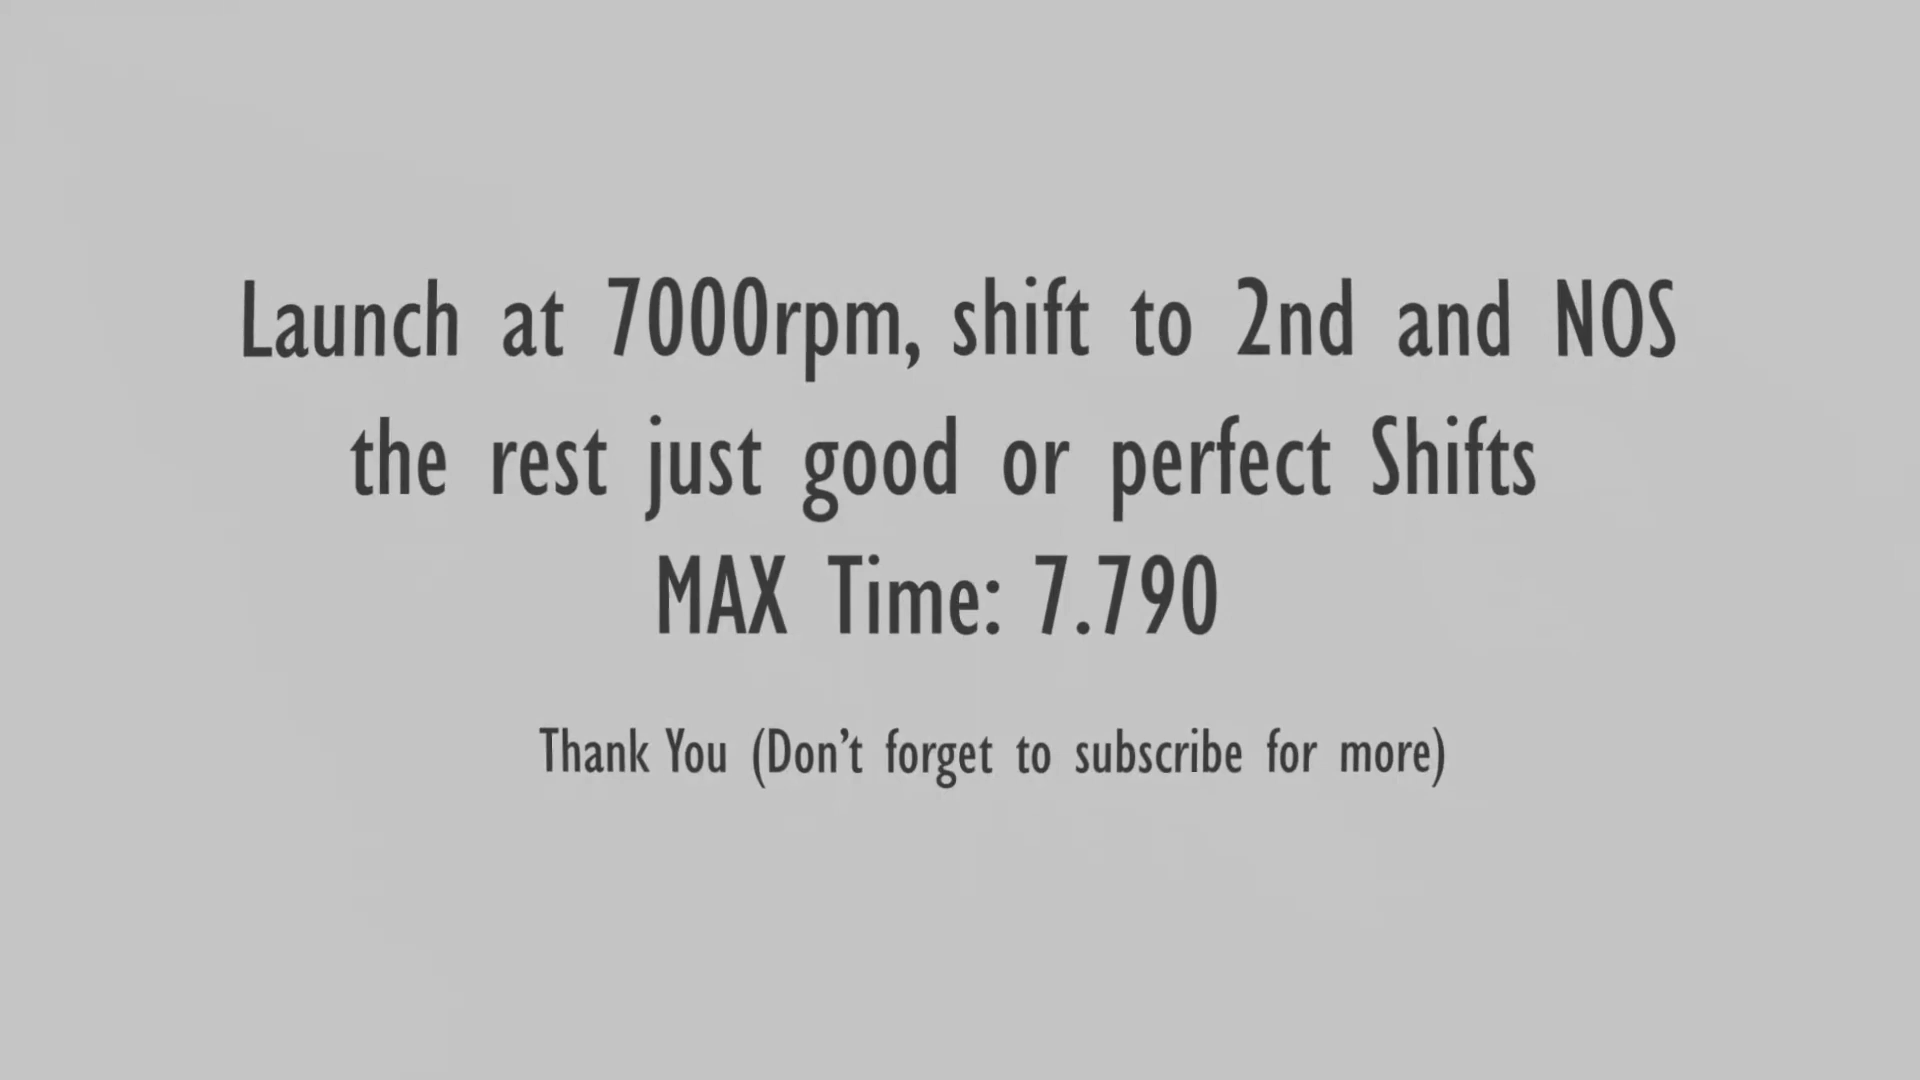 Launch at 7000rpm, shift to 2nd and NOS
the rest just good or perfect Shifts
MAX Time: 7.790
Thank You (Don't forget to subscribe for more)